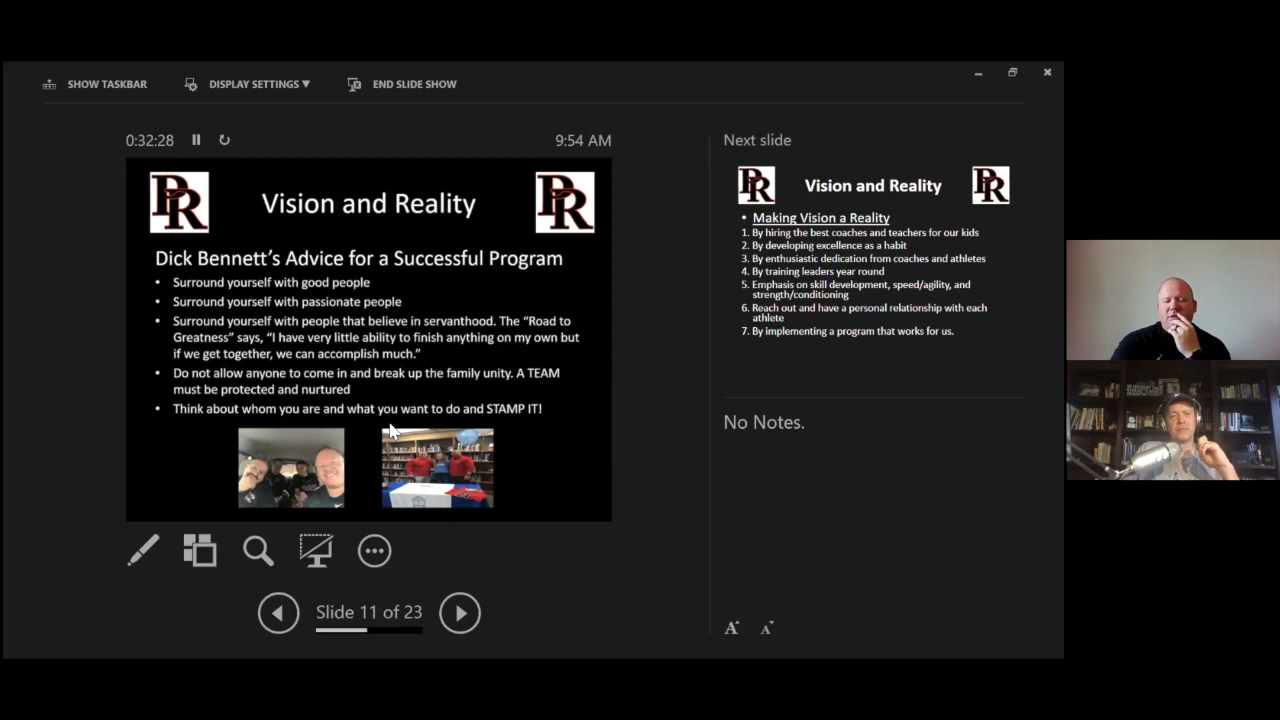 SHOW TASKBAR
DISPLAY SETTINGS ▼
END SLIDE SHOW
0:32:28
9:54 AM
PR
Vision and Reality
PR
Dick Bennett's Advice for a Successful Program
• Surround yourself with good people
• Surround yourself with passionate people
• Surround yourself with people that believe in servanthood. The "Road to
Greatness" says, "I have very little ability to finish anything on my own but
if we get together, we can accomplish much."
• Do not allow anyone to come in and break up the family unity. A TEAM
must be protected and nurtured
• Think about whom you are and what you want to do and STAMP IT!
Slide 11 of 23
Next slide
PR
Vision and Reality
PR
• Making Vision a Reality
1. By hiring the best coaches and teachers for our kids
2. By developing excellence as a habit
3. By enthusiastic dedication from coaches and athletes
4. By training leaders year round
5. Emphasis on skill development, speed/agility, and
strength/conditioning
6. Reach out and have a personal relationship with each
athlete
7. By implementing a program that works for us.
No Notes.
A A